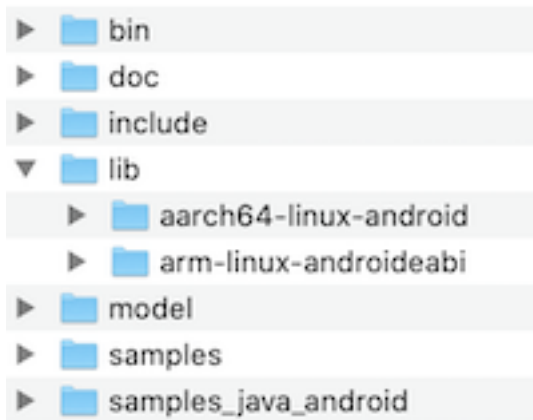 bin
doc
include
lib
aarch64-linux-android
arm-linux-androideabi
model
samples
samples_java_android